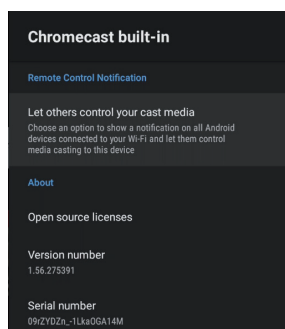 Chromecast built-in
Remote Control Notification
Let others control your cast media
Choose an option to show a notification on all Android
devices connected to your Wi-Fi and let them control
media casting to this device
About
Open source licenses
Version number
1.56.275391
Serial number
09rZYDZn_-1Lka0GA14M